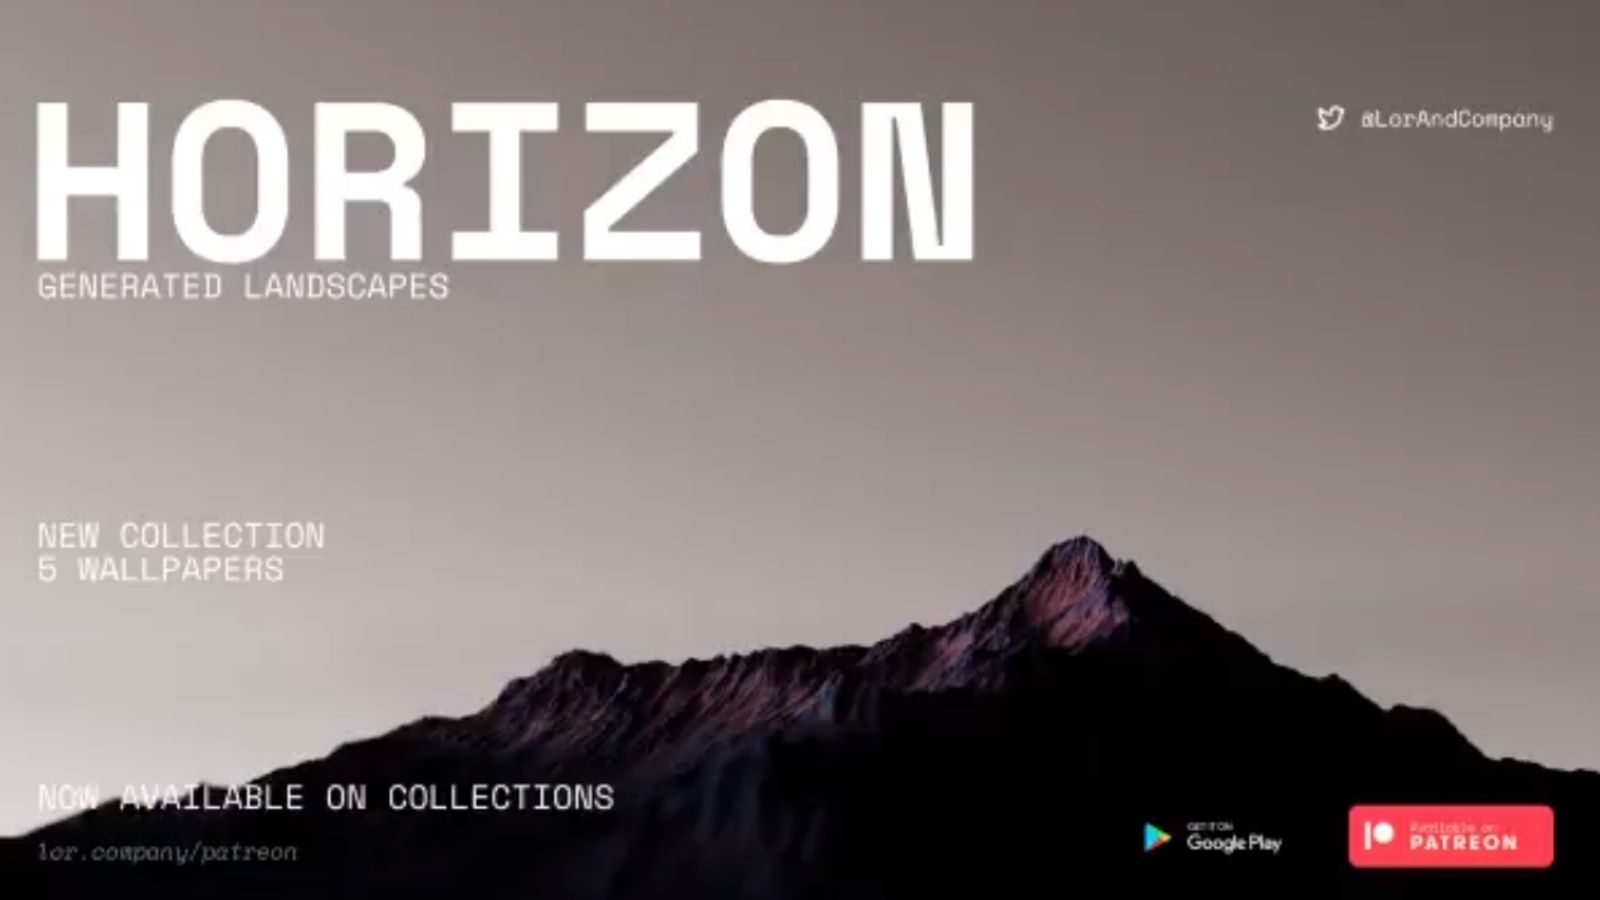 HORIZON
@LorAndCompany
GENERATED LANDSCAPES
NEW COLLECTION
5 WALLPAPERS
NOW AVAILABLE ON COLLECTIONS
lor.company/patreon
GET IT ON
Google Play
Available on
PATREON